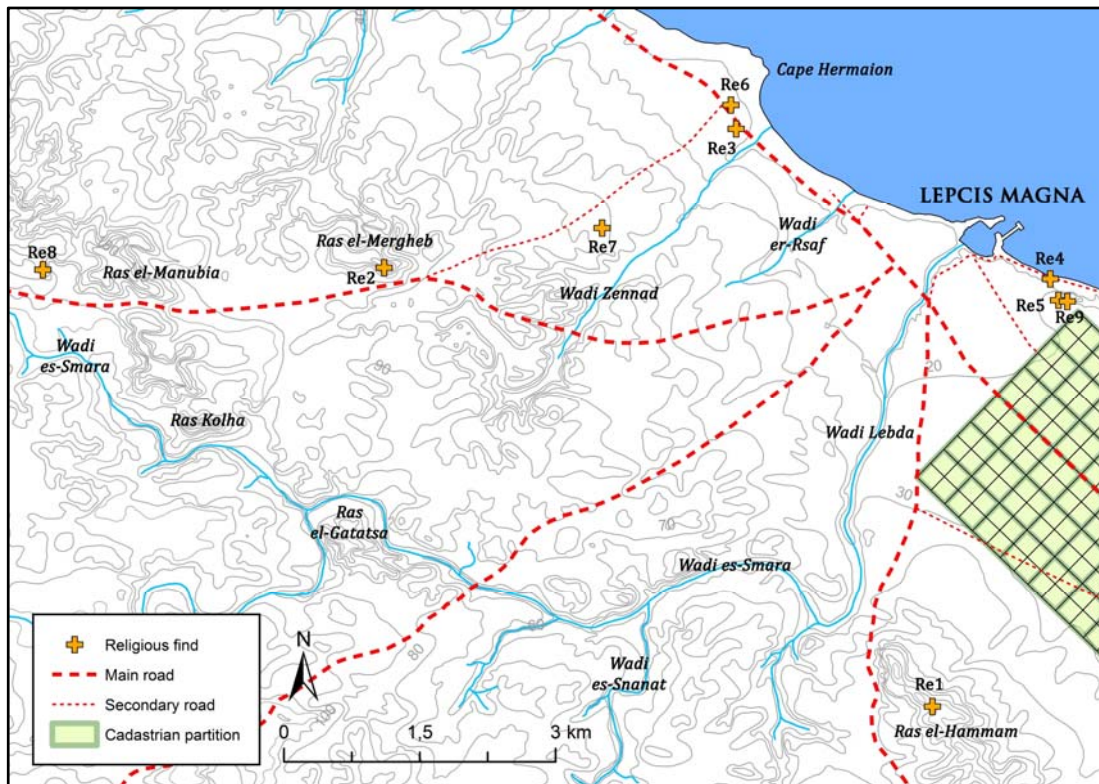 Cape Hermaion
Re6
Re3
LEPCIS MAGNA
Wadi
er-Rsaf
Ras el-Mergheb
Re7
Re8
Ras el-Manubia
Re2
Re4
Wadi Zennad
Re5
Re9
Wadi
es-Smara
90
20
Ras Kolha
Wadi Lebda
30
Ras
el-Gatatsa
70
Wadi es-Smara
60
80
Wadi
es-Snanat
100
Re1
Ras el-Hammam
Religious find
Main road
Secondary road
Cadastrian partition
N
0
1,5
3 km